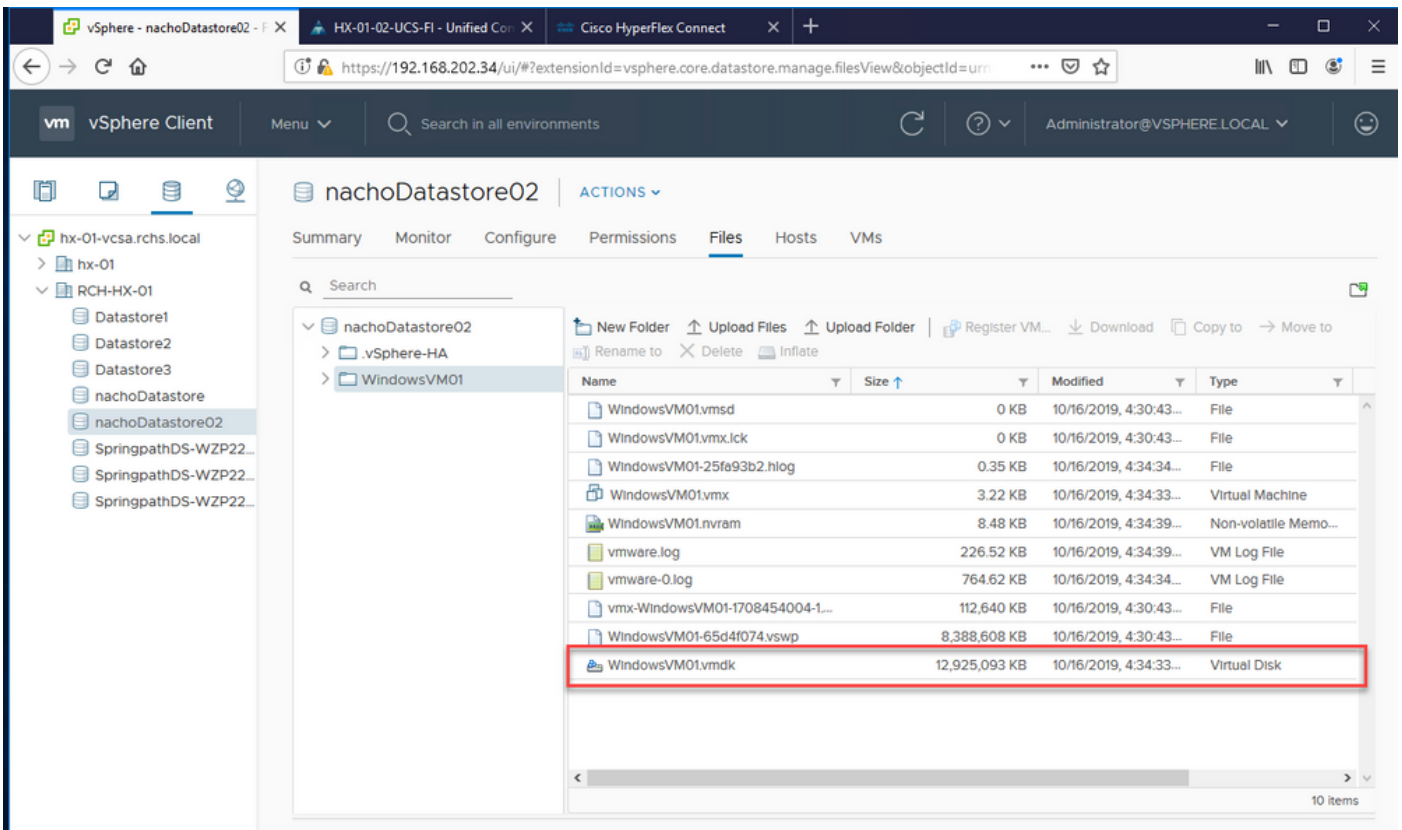 vSphere - nachoDatastore02 - F
HX-01-02-UCS-FI - Unified Con
Cisco HyperFlex Connect
https://192.168.202.34/ui/#?extensionId=vsphere.core.datastore.manage.filesView&objectId=urn
vm vSphere Client
Menu
Search in all environments
Administrator@VSPHERE.LOCAL
hx-01-vcsa.rchs.local
hx-01
RCH-HX-01
Datastore1
Datastore2
Datastore3
nachoDatastore
nachoDatastore02
SpringpathDS-WZP22...
SpringpathDS-WZP22...
SpringpathDS-WZP22...
nachoDatastore02 ACTIONS
Summary Monitor Configure Permissions Files Hosts VMs
Search
nachoDatastore02
.vSphere-HA
WindowsVM01
New Folder Upload Files Upload Folder Register VM... Download Copy to Move to
Rename to Delete Inflate
Name Size Modified Type
WindowsVM01.vmsd 0 KB 10/16/2019, 4:30:43... File
WindowsVM01.vmx.lck 0 KB 10/16/2019, 4:30:43... File
WindowsVM01-25fa93b2.hlog 0.35 KB 10/16/2019, 4:34:34... File
WindowsVM01.vmx 3.22 KB 10/16/2019, 4:34:33... Virtual Machine
WindowsVM01.nvram 8.48 KB 10/16/2019, 4:34:39... Non-volatile Memo...
vmware.log 226.52 KB 10/16/2019, 4:34:39... VM Log File
vmware-0.log 764.62 KB 10/16/2019, 4:34:34... VM Log File
vmx-WindowsVM01-1708454004-1.... 112,640 KB 10/16/2019, 4:30:43... File
WindowsVM01-65d4f074.vswp 8,388,608 KB 10/16/2019, 4:30:43... File
WindowsVM01.vmdk 12,925,093 KB 10/16/2019, 4:34:33... Virtual Disk
10 items